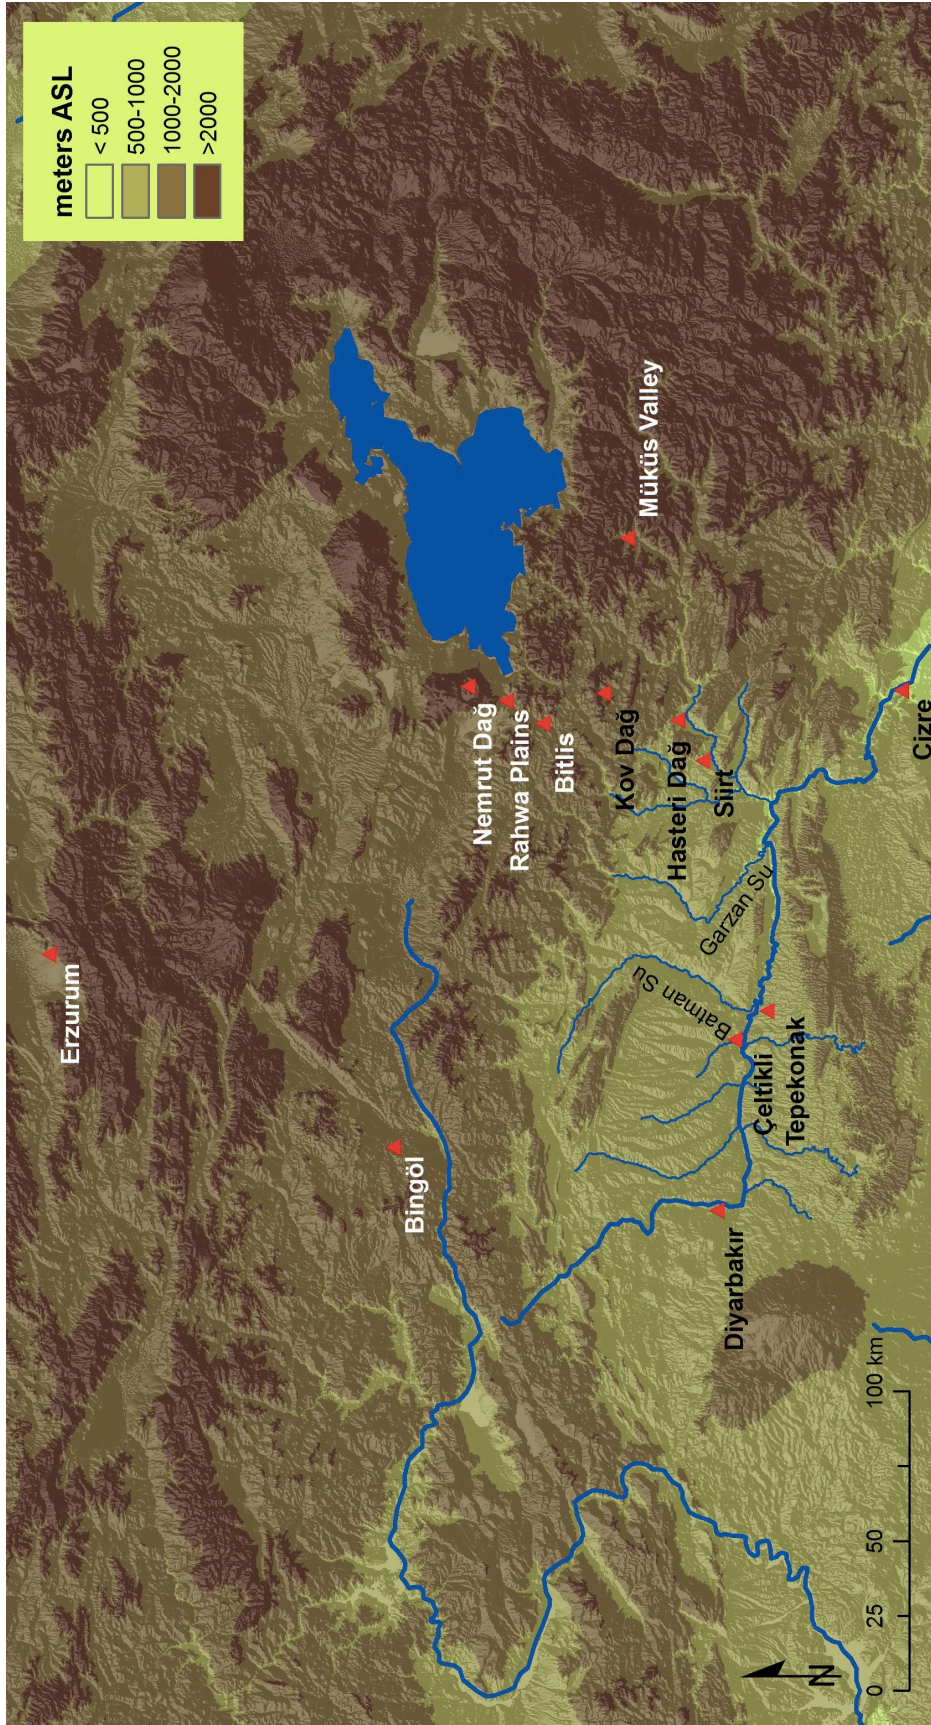 meters ASL
< 500
500-1000
1000-2000
>2000
Erzurum
Bingöl
Nemrut Dağ
Rahwa Plains
Bitlis
Müküs Valley
Kov Dağ
Hasteri Dağ
Siirt
Garzan Su
Batman Su
Diyarbakır
Çeltikli
Tepekonak
Cizre
N
0 25 50 100 km